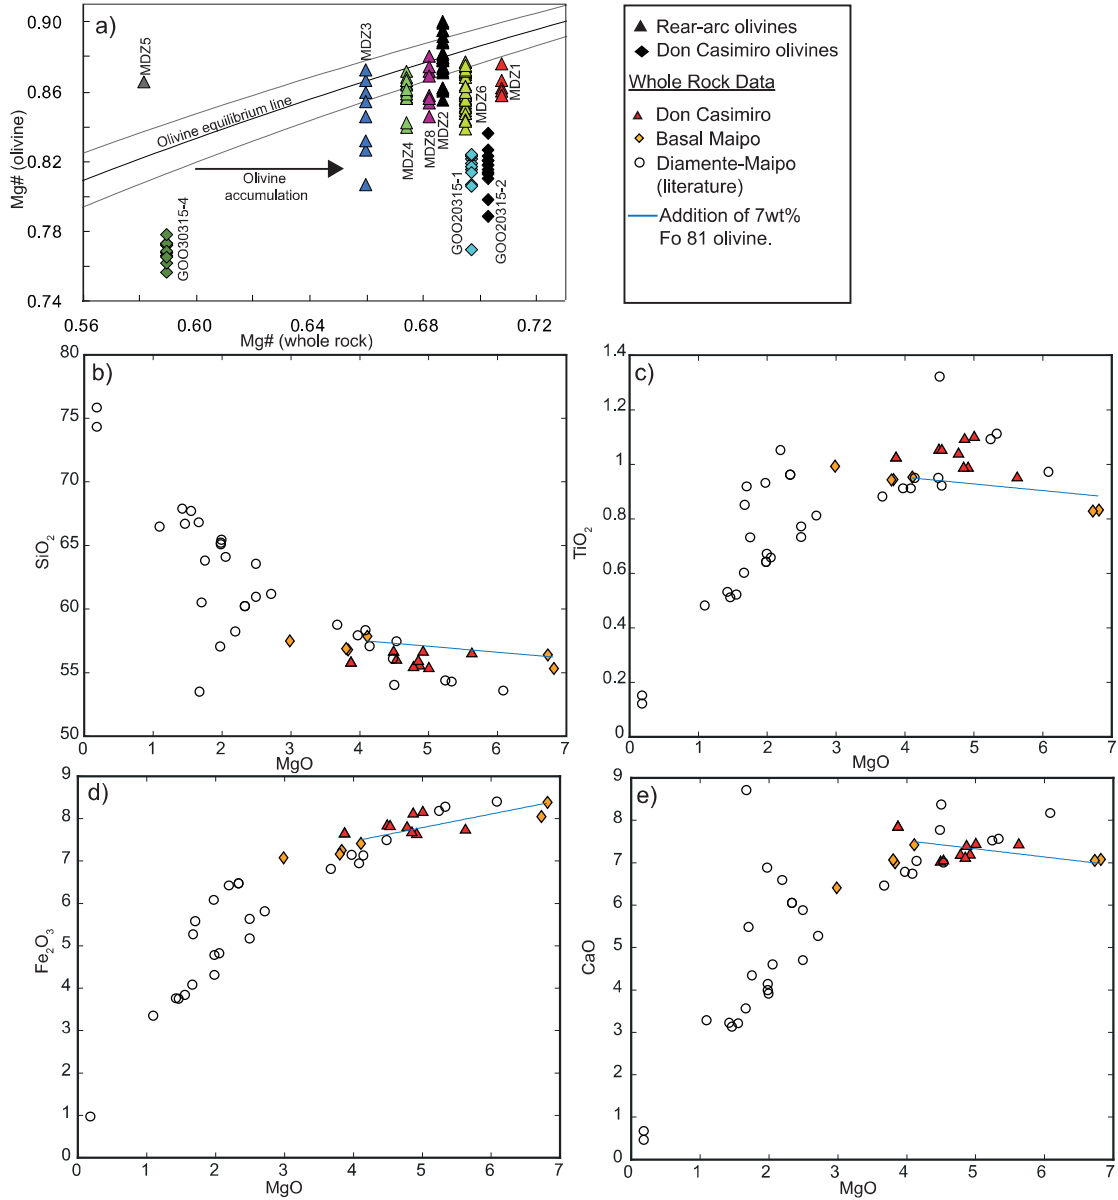 a)
0.90
0.86
0.82
0.78
0.74
Mg# (olivine)
0.56
0.60
0.64
0.68
0.72
Mg# (whole rock)
MDZ5
MDZ3
MDZ4
MDZ8
MDZ2
MDZ6
MDZ1
GOO30315-4
GOO20315-1
GOO20315-2
Olivine equilibrium line
Olivine
accumulation
Rear-arc olivines
Don Casimiro olivines
Whole Rock Data
Don Casimiro
Basal Maipo
Diamente-Maipo
(literature)
Addition of 7wt%
Fo 81 olivine.
b)
80
75
70
65
60
55
50
SiO2
0
1
2
3
4
5
6
7
MgO
c)
1.4
1.2
1.0
0.8
0.6
0.4
0.2
0
TiO2
0
1
2
3
4
5
6
7
MgO
d)
9
8
7
6
5
4
3
2
1
0
Fe2O3
0
1
2
3
4
5
6
7
MgO
e)
9
8
7
6
5
4
3
2
1
0
CaO
0
1
2
3
4
5
6
7
MgO